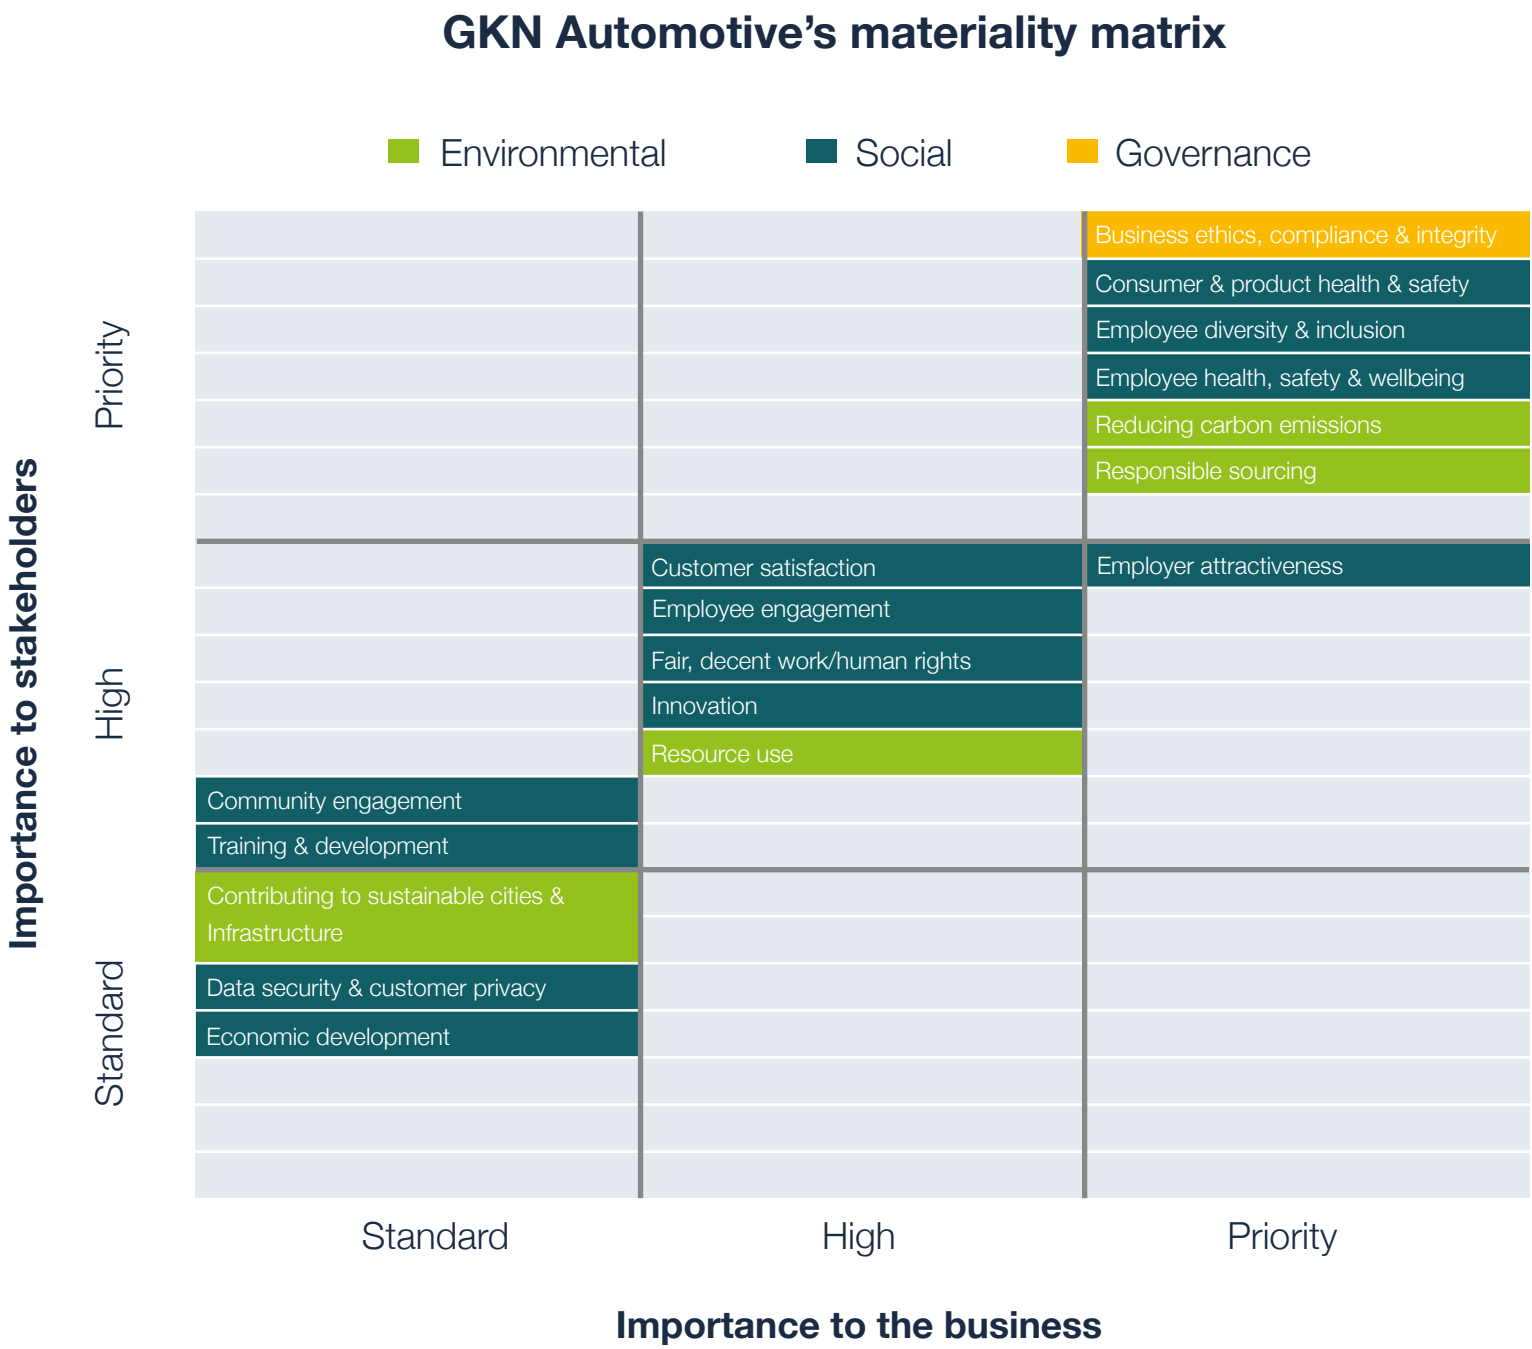 GKN Automotive’s materiality matrix
Environmental
Social
Governance
Importance to stakeholders
Priority
Business ethics, compliance & integrity
Consumer & product health & safety
Employee diversity & inclusion
Employee health, safety & wellbeing
Reducing carbon emissions
Responsible sourcing
High
Customer satisfaction
Employer attractiveness
Employee engagement
Fair, decent work/human rights
Innovation
Resource use
Community engagement
Training & development
Standard
Contributing to sustainable cities &
Infrastructure
Data security & customer privacy
Economic development
Standard
High
Priority
Importance to the business